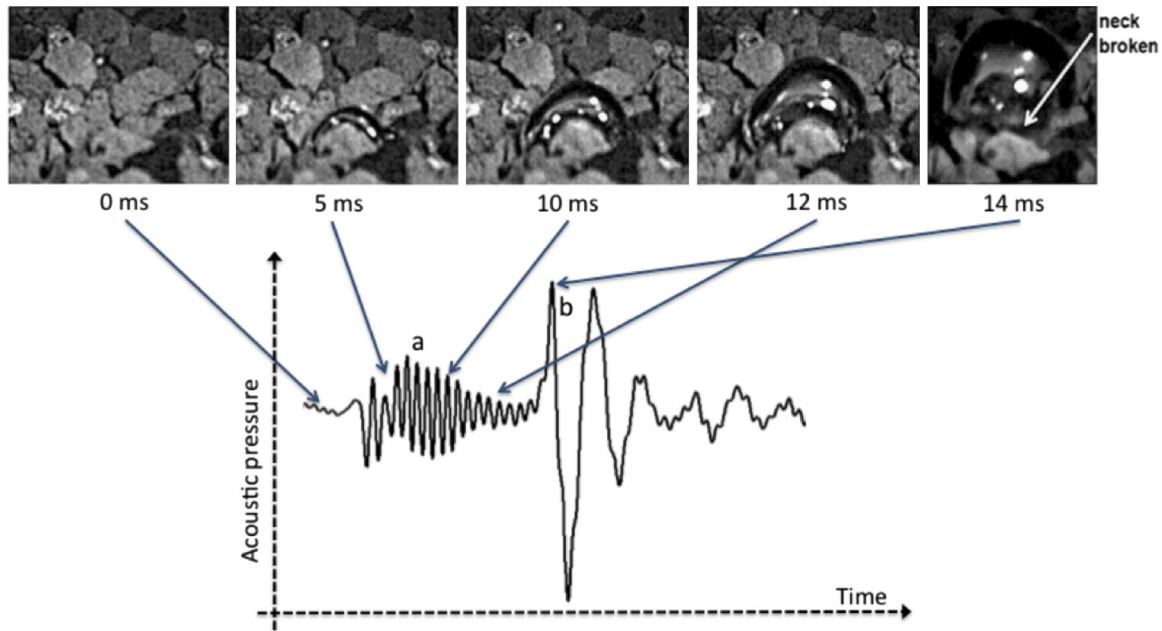 neck
broken
0 ms
5 ms
10 ms
12 ms
14 ms
a
b
Acoustic pressure
Time